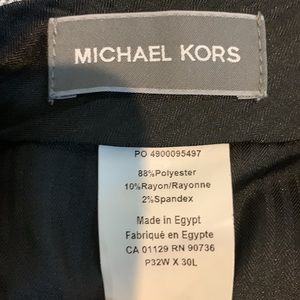 MICHAEL KORS
PO 4900095497
88%Polyester
10%Rayon/Rayonne
2%Spandex
Made in Egypt
Fabriqué en Egypte
CA 01129 RN 90736
P32W X 30L